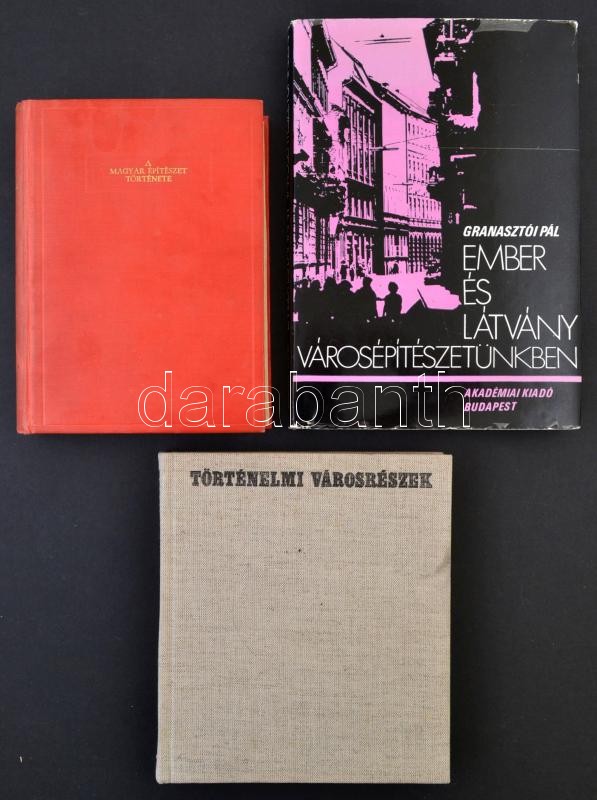 A
MAGYAR ÉPÍTÉSZET
TÖRTÉNETE
GRANASZTÓI PÁL
EMBER
ÉS
LÁTVÁNY
VÁROSÉPÍTÉSZETÜNKBEN
AKADÉMIAI KIADÓ
BUDAPEST
darabanth
TÖRTÉNELMI VÁROSRÉSZEK